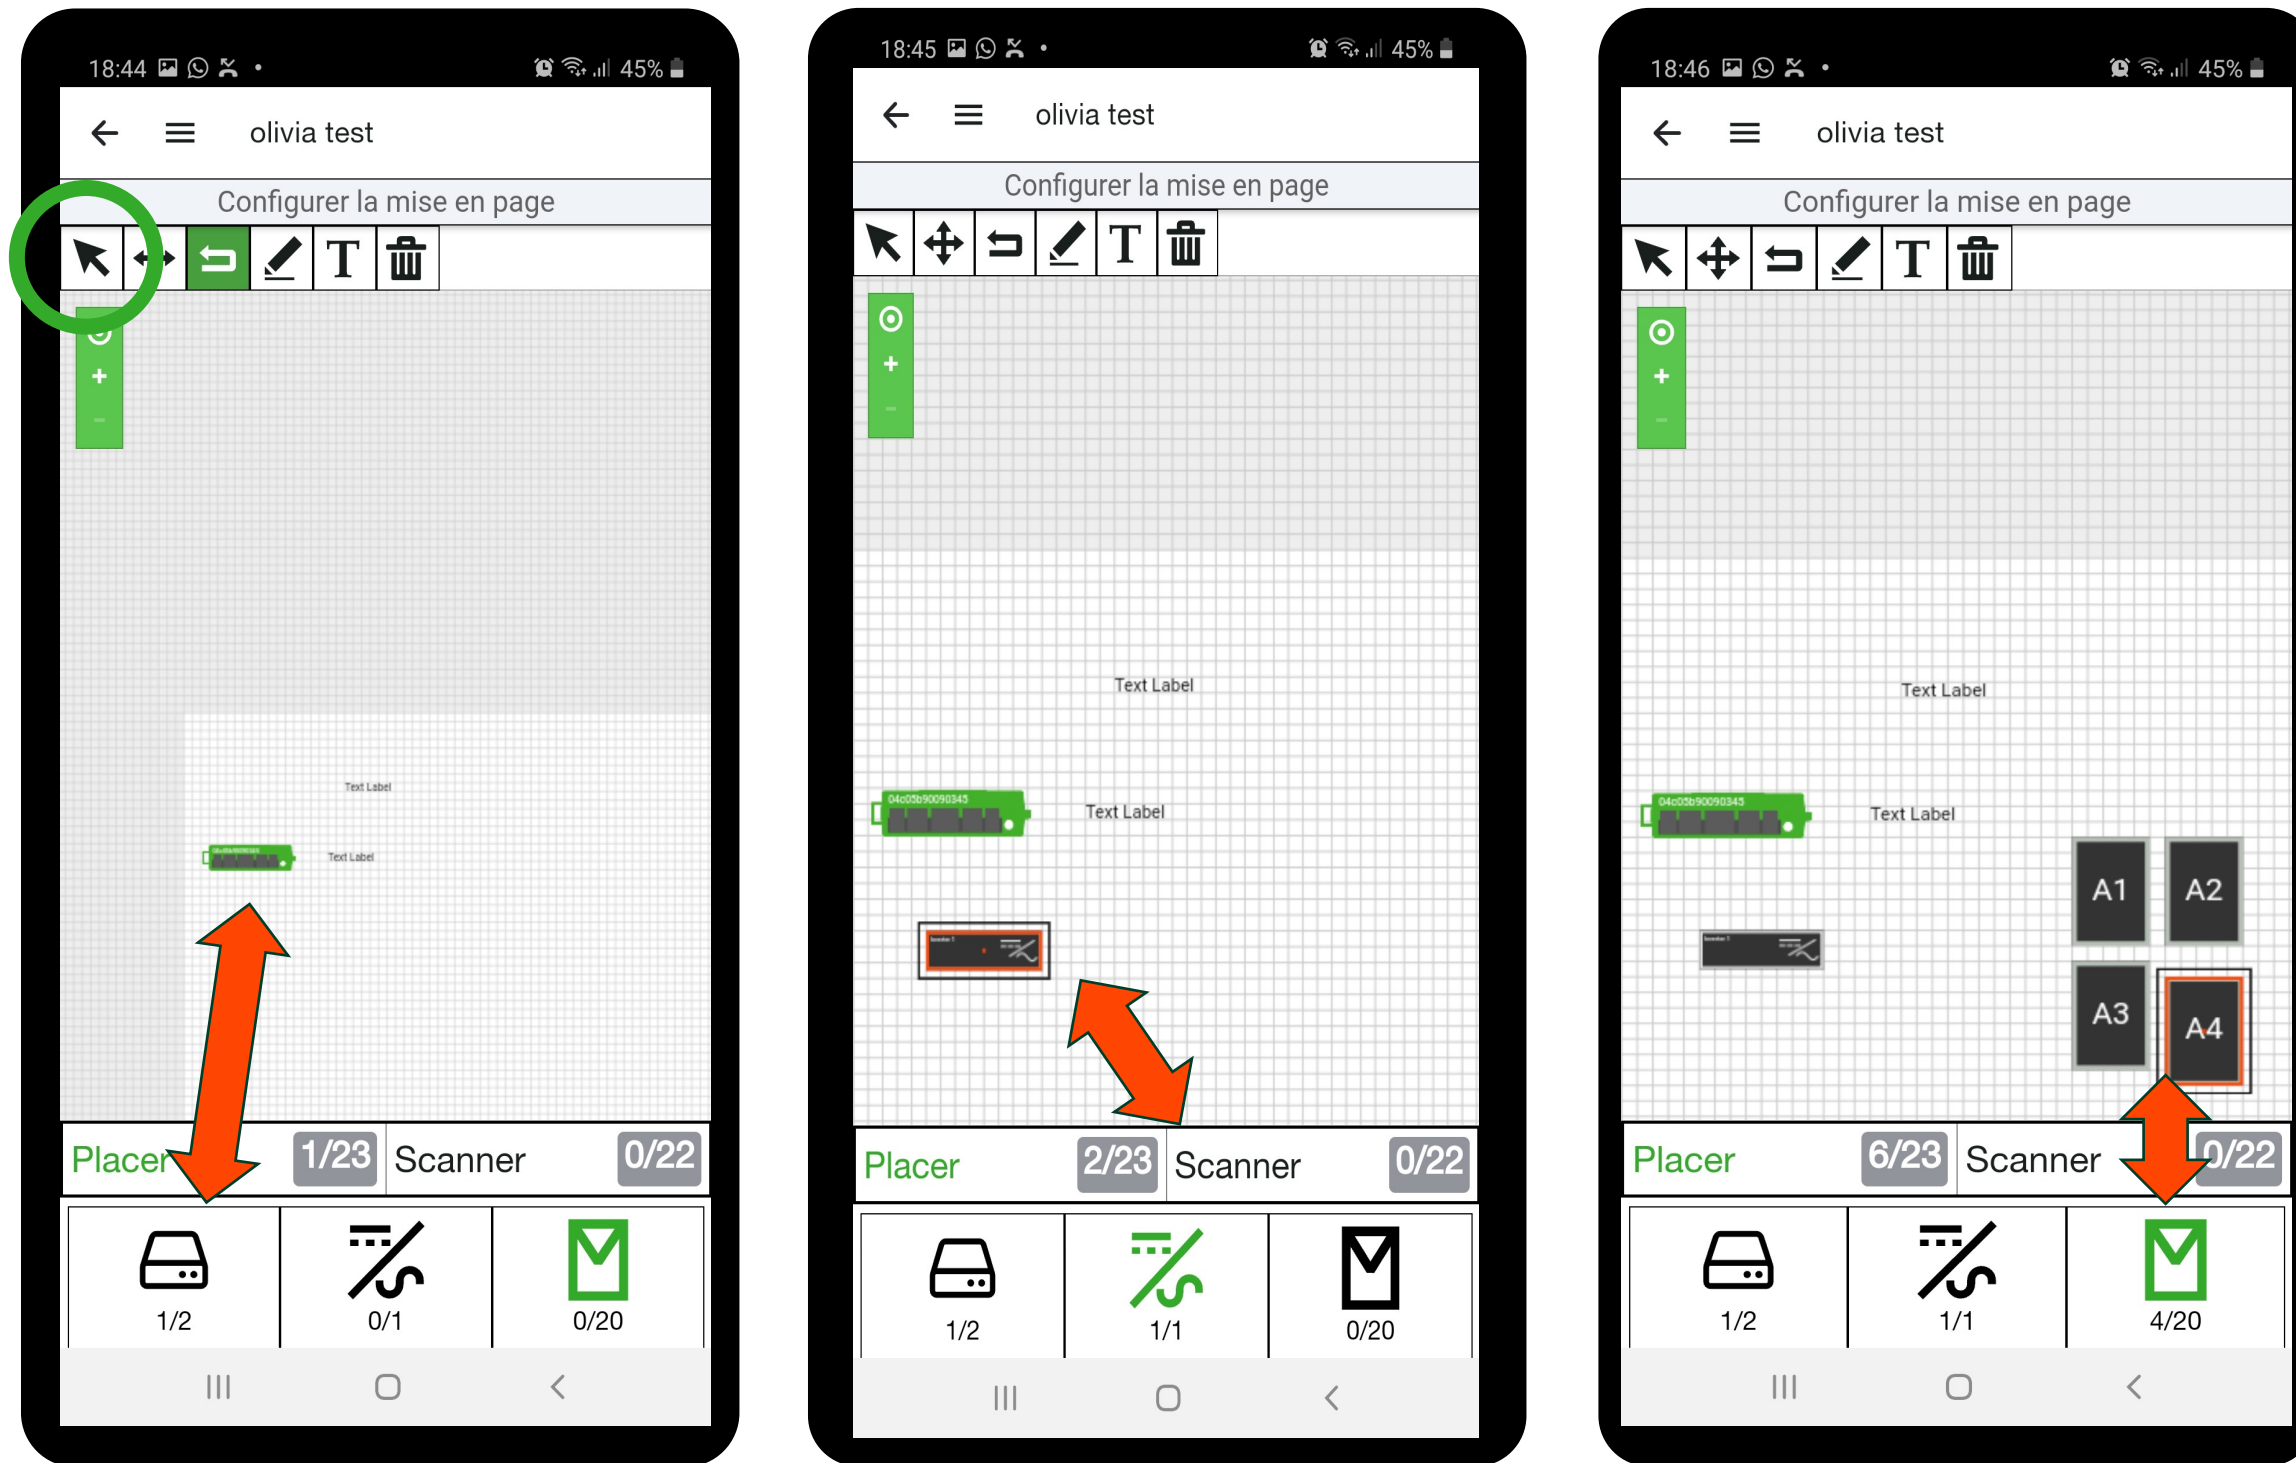 18:44
45%
olivia test
Configurer la mise en page
T
Text Label
Text Label
Placer 1/23 Scanner 0/22
1/2 0/1 0/20
18:45
45%
olivia test
Configurer la mise en page
T
Text Label
04c05b90090345
Text Label
Placer 2/23 Scanner 0/22
1/2 1/1 0/20
18:46
45%
olivia test
Configurer la mise en page
T
Text Label
04c05b90090345
Text Label
A1 A2
A3 A4
Placer 6/23 Scanner 0/22
1/2 1/1 4/20